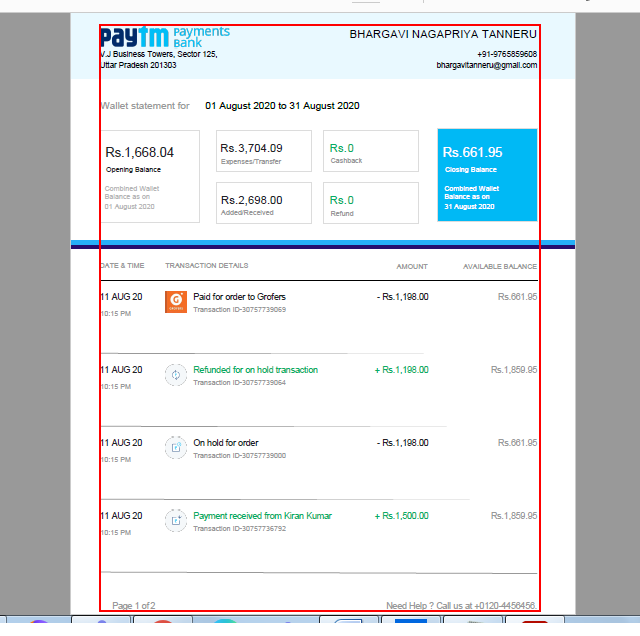 paytm Payments Bank
BHARGAVI NAGAPRIYA TANNERU
V.J Business Towers, Sector 125,
+91-9765859608
Uttar Pradesh 201303
bhargavitanneru@gmail.com
Wallet statement for 01 August 2020 to 31 August 2020
Rs.1,668.04
Opening Balance
Combined Wallet
Balance as on
01 August 2020
Rs.3,704.09
Expenses/Transfer
Rs.0
Cashback
Rs.2,698.00
Added/Received
Rs.0
Refund
Rs.661.95
Closing Balance
Combined Wallet
Balance as on
31 August 2020
DATE & TIME TRANSACTION DETAILS AMOUNT AVAILABLE BALANCE
11 AUG 20 Paid for order to Grofers - Rs.1,198.00 Rs.661.95
10:15 PM Transaction ID-30757739069
11 AUG 20 Refunded for on hold transaction + Rs.1,198.00 Rs.1,859.95
10:15 PM Transaction ID-30757739064
11 AUG 20 On hold for order - Rs.1,198.00 Rs.661.95
10:15 PM Transaction ID-30757739000
11 AUG 20 Payment received from Kiran Kumar + Rs.1,500.00 Rs.1,859.95
10:15 PM Transaction ID-30757736792
Page 1 of 2 Need Help ? Call us at +0120-4456456.